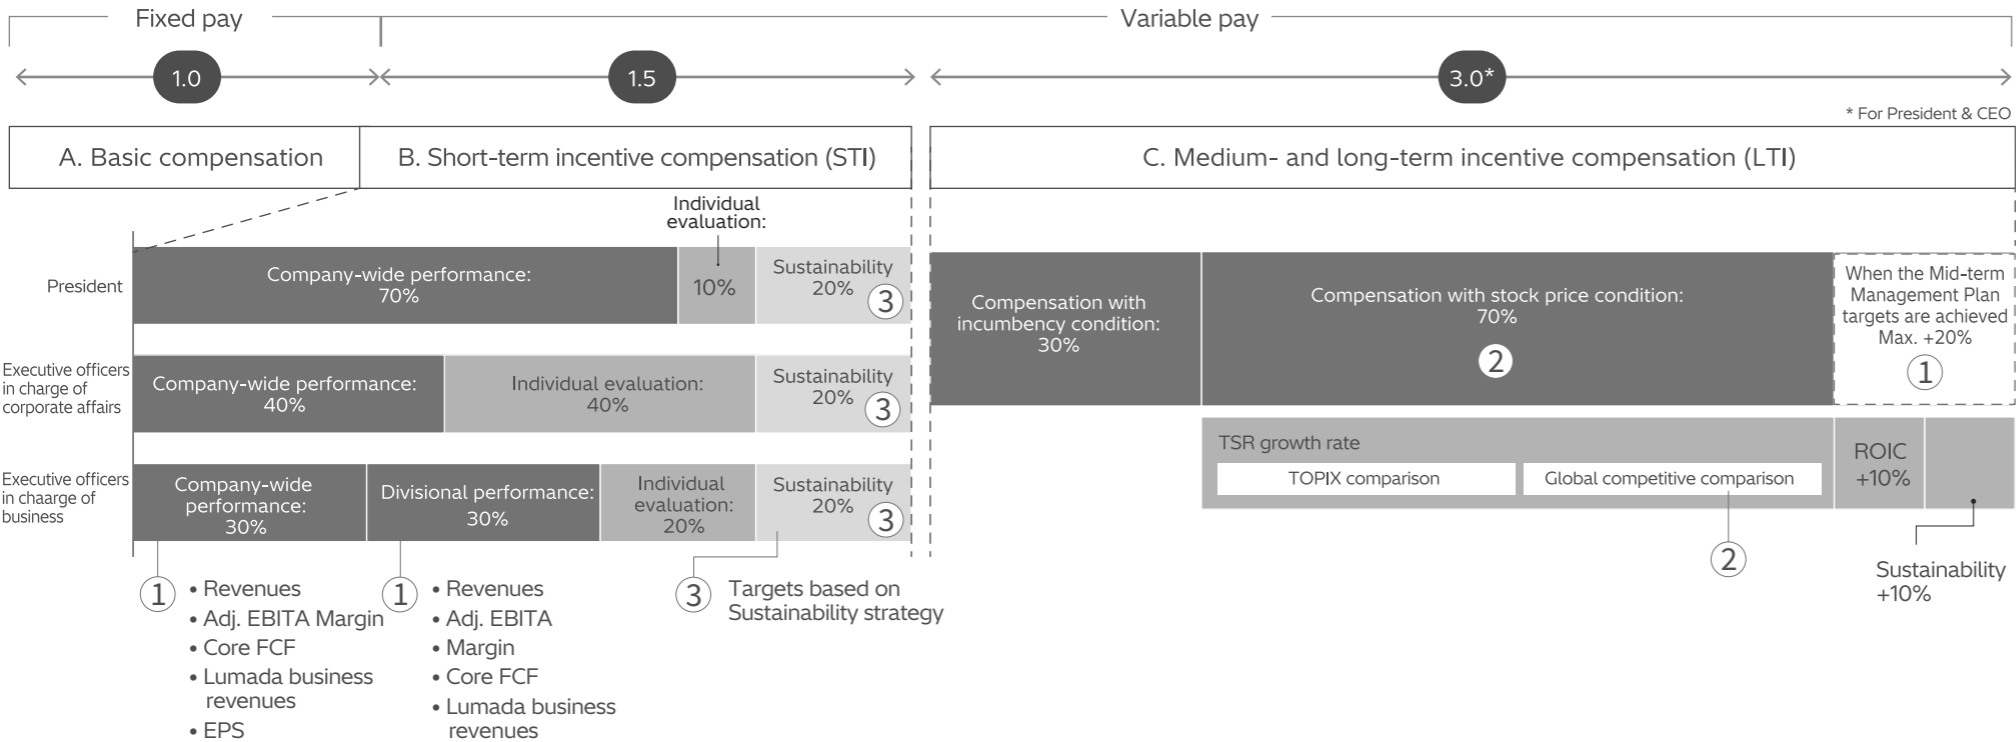 Fixed pay
Variable pay
1.0
1.5
3.0*
* For President & CEO
A. Basic compensation
B. Short-term incentive compensation (STI)
C. Medium- and long-term incentive compensation (LTI)
Individual
evaluation:
President
Company-wide performance:
70%
10%
Sustainability
20%
3
Executive officers
in charge of
corporate affairs
Company-wide performance:
40%
Individual evaluation:
40%
Sustainability
20%
3
Executive officers
in chaarge of
business
Company-wide
performance:
30%
Divisional performance:
30%
Individual
evaluation:
20%
Sustainability
20%
3
1
• Revenues
• Adj. EBITA Margin
• Core FCF
• Lumada business
revenues
• EPS
1
• Revenues
• Adj. EBITA
• Margin
• Core FCF
• Lumada business
revenues
3
Targets based on
Sustainability strategy
Compensation with
incumbency condition:
30%
Compensation with stock price condition:
70%
2
When the Mid-term
Management Plan
targets are achieved
Max. +20%
1
TSR growth rate
TOPIX comparison
Global competitive comparison
2
ROIC
+10%
Sustainability
+10%